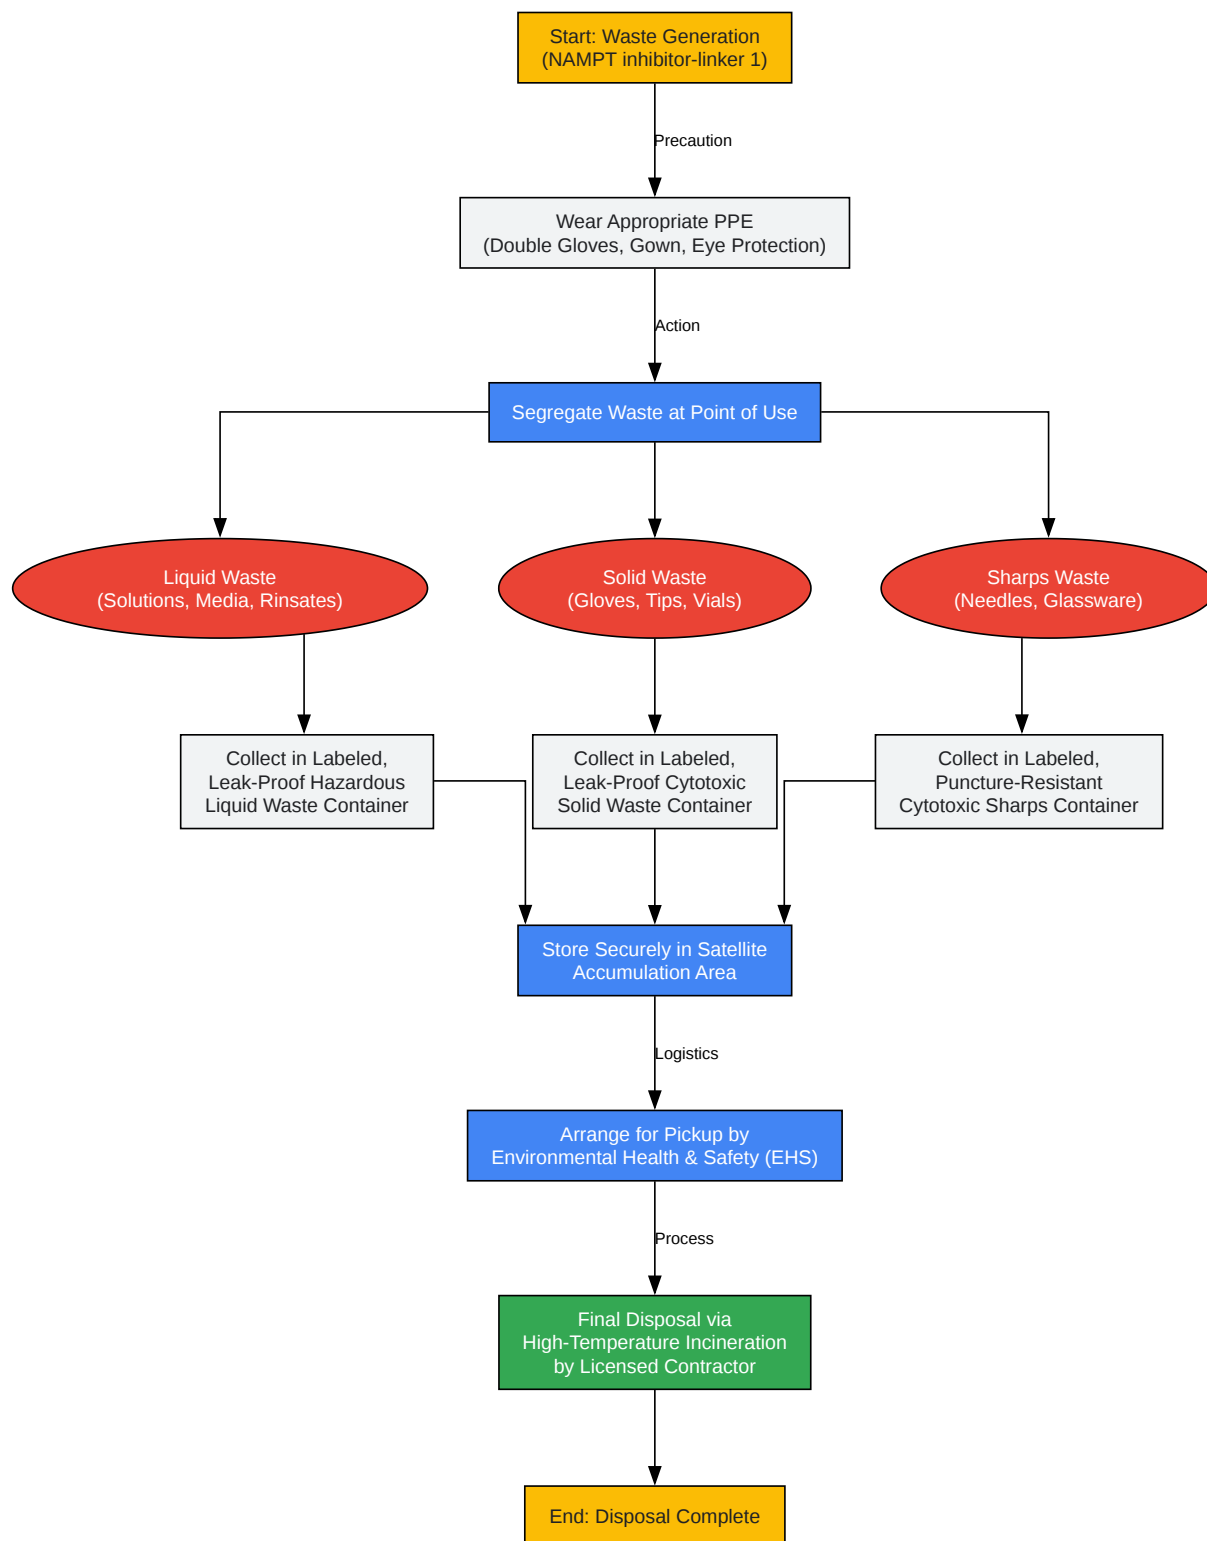 Start: Waste Generation
(NAMPT inhibitor-linker 1)
Precaution
Wear Appropriate PPE
(Double Gloves, Gown, Eye Protection)
Action
Segregate Waste at Point of Use
Liquid Waste
(Solutions, Media, Rinsates)
Solid Waste
(Gloves, Tips, Vials)
Sharps Waste
(Needles, Glassware)
Collect in Labeled,
Leak-Proof Hazardous
Liquid Waste Container
Collect in Labeled,
Leak-Proof Cytotoxic
Solid Waste Container
Collect in Labeled,
Puncture-Resistant
Cytotoxic Sharps Container
Store Securely in Satellite
Accumulation Area
Logistics
Arrange for Pickup by
Environmental Health & Safety (EHS)
Process
Final Disposal via
High-Temperature Incineration
by Licensed Contractor
End: Disposal Complete